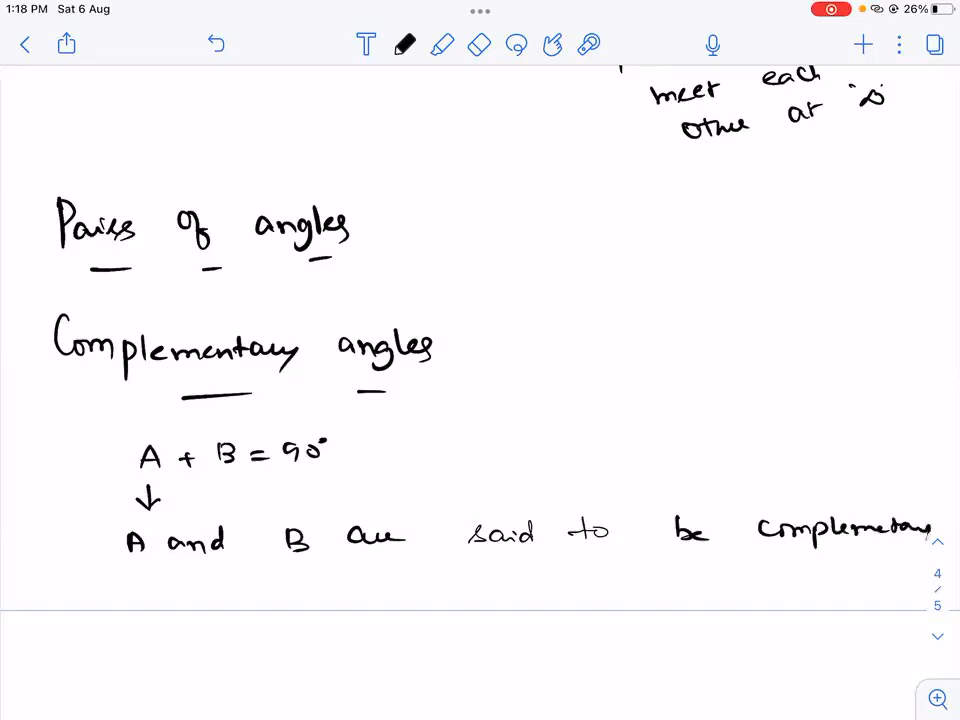 1:18 PM Sat 6 Aug
26%
meet each
other at
Pairs of angles
Complementary angles
A + B = 90°
A and B are said to be complemetary
4
/
5